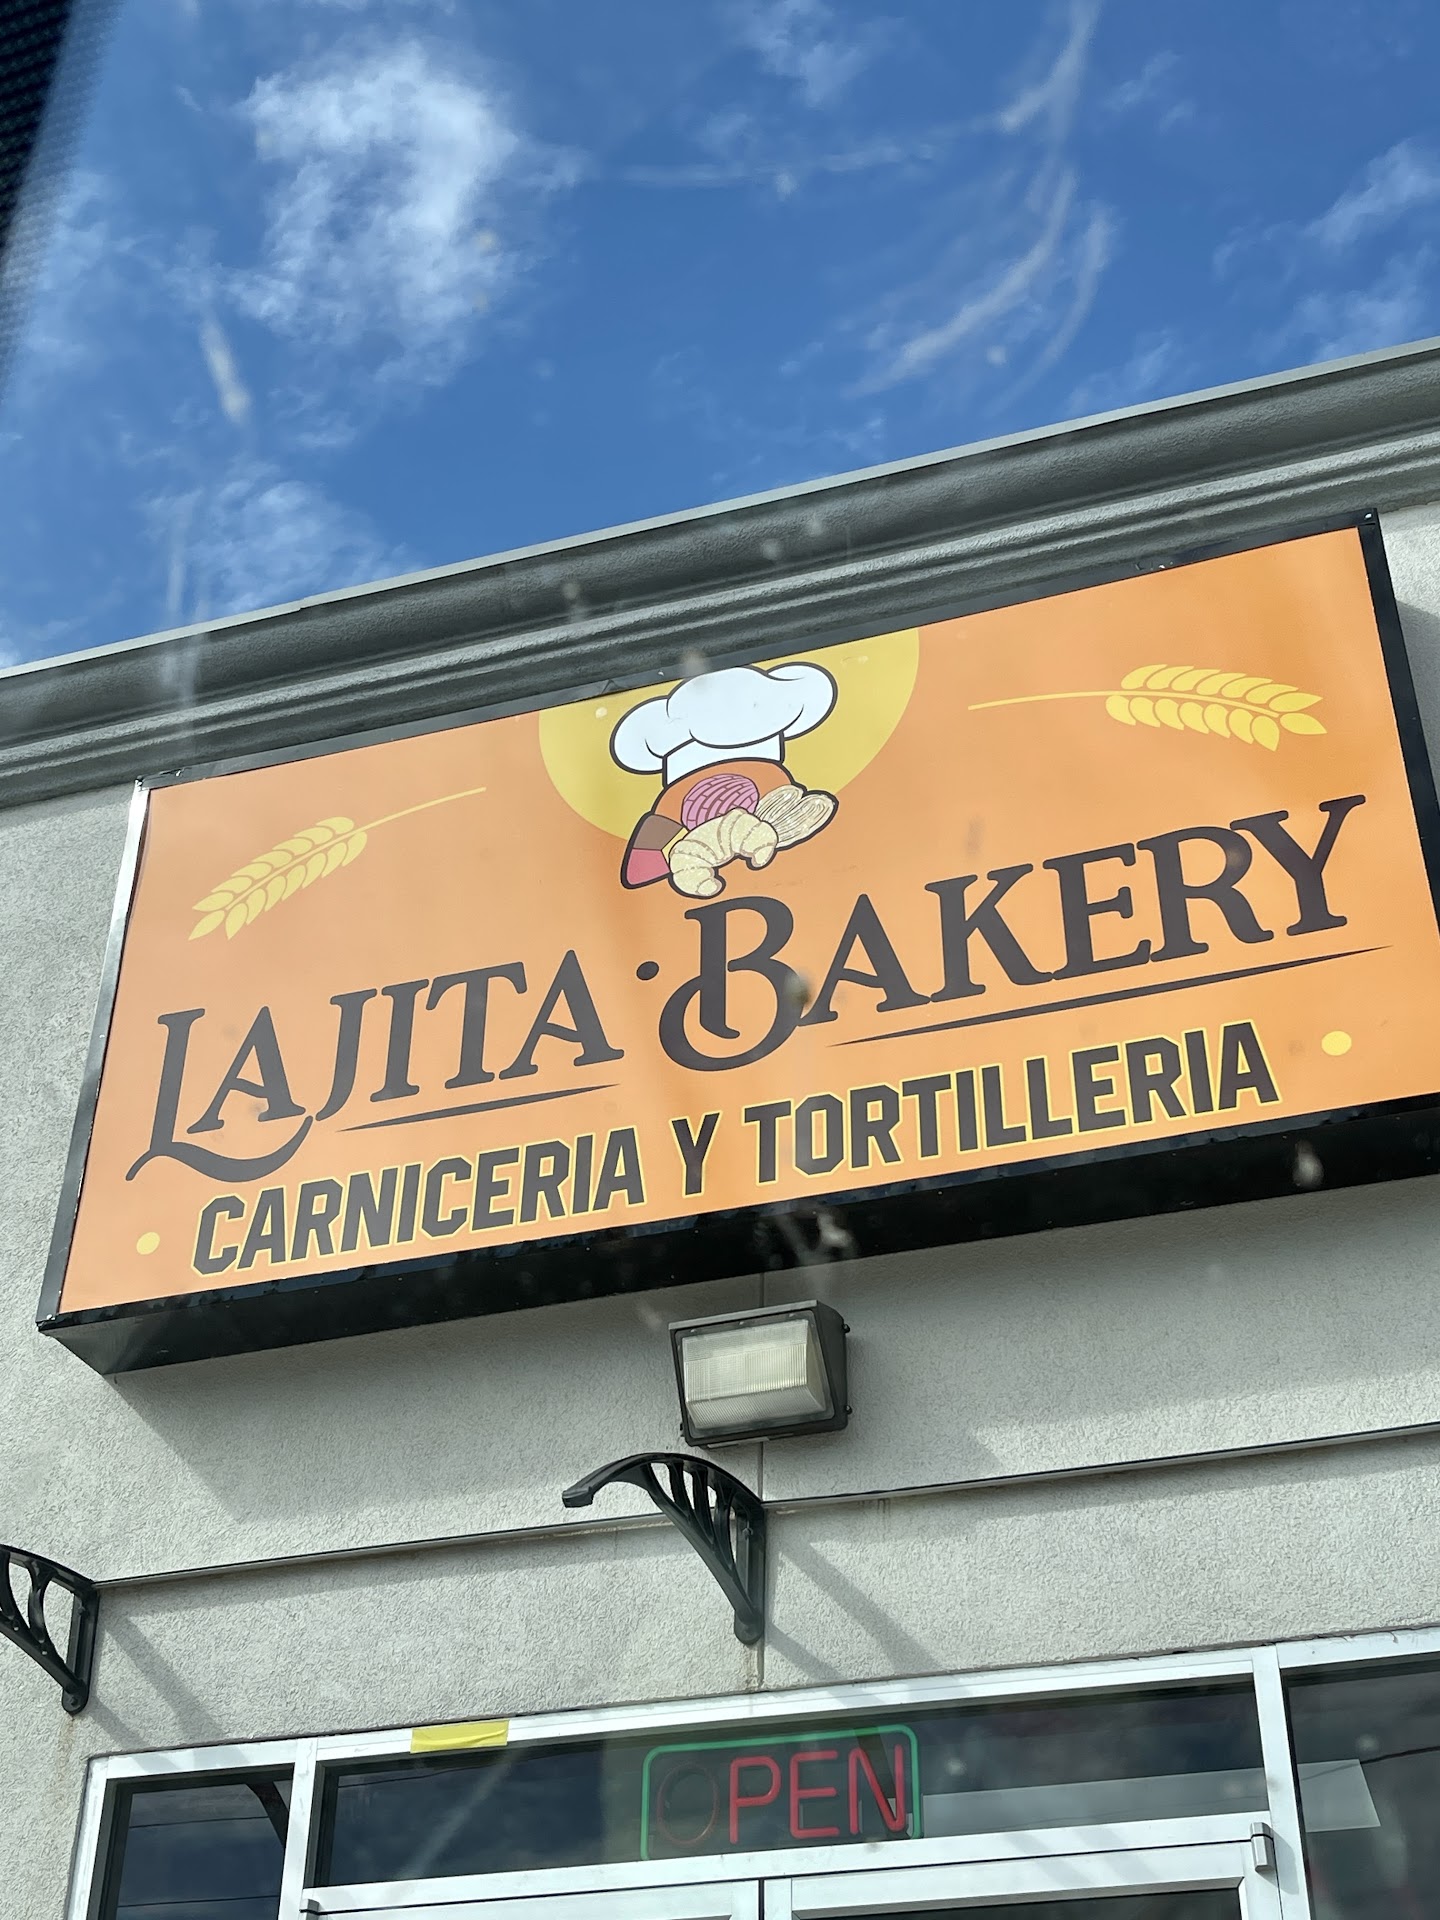 LAJITA · BAKERY
· CARNICERIA Y TORTILLERIA ·
OPEN